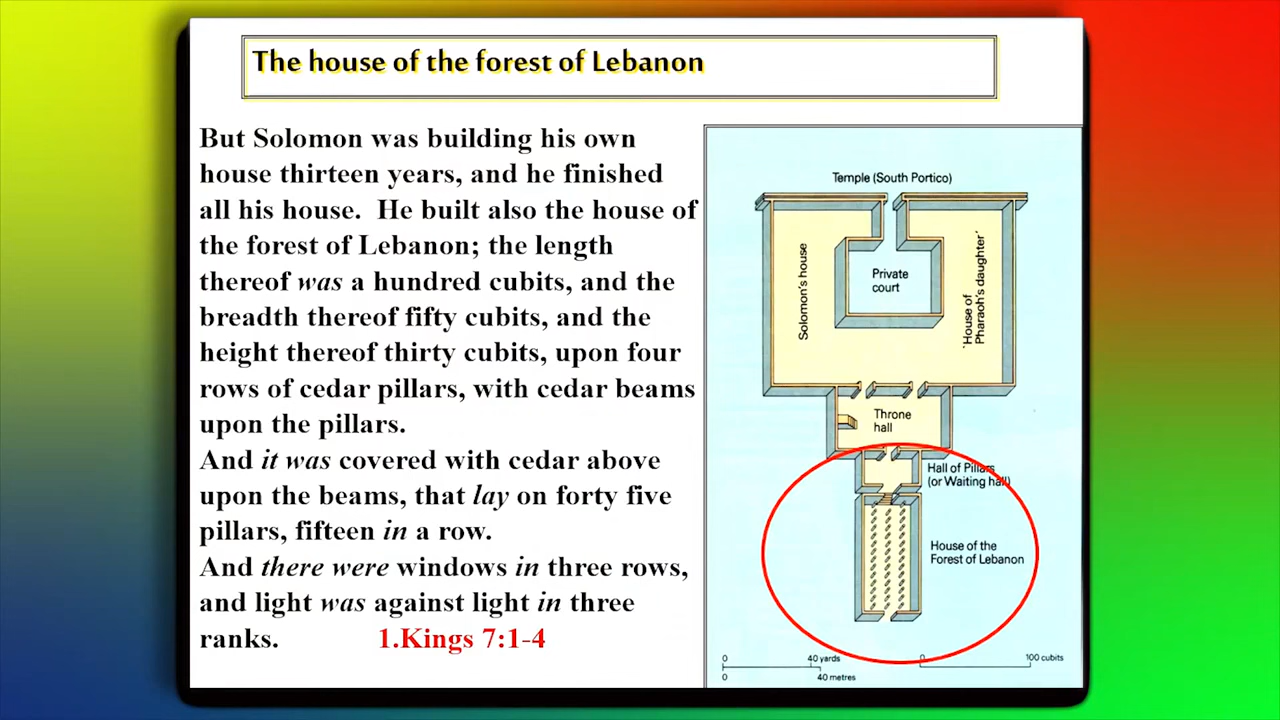 The house of the forest of Lebanon
But Solomon was building his own
house thirteen years, and he finished
all his house.  He built also the house of
the forest of Lebanon; the length
thereof was a hundred cubits, and the
breadth thereof fifty cubits, and the
height thereof thirty cubits, upon four
rows of cedar pillars, with cedar beams
upon the pillars.
And it was covered with cedar above
upon the beams, that lay on forty five
pillars, fifteen in a row.
And there were windows in three rows,
and light was against light in three
ranks.
1.Kings 7:1-4
Temple (South Portico)
Solomon's house
Private
court
'House of
Pharaoh's daughter'
Throne
hall
Hall of Pillars
(or Waiting hall)
House of the
Forest of Lebanon
0 40 yards
0 40 metres
0 100 cubits